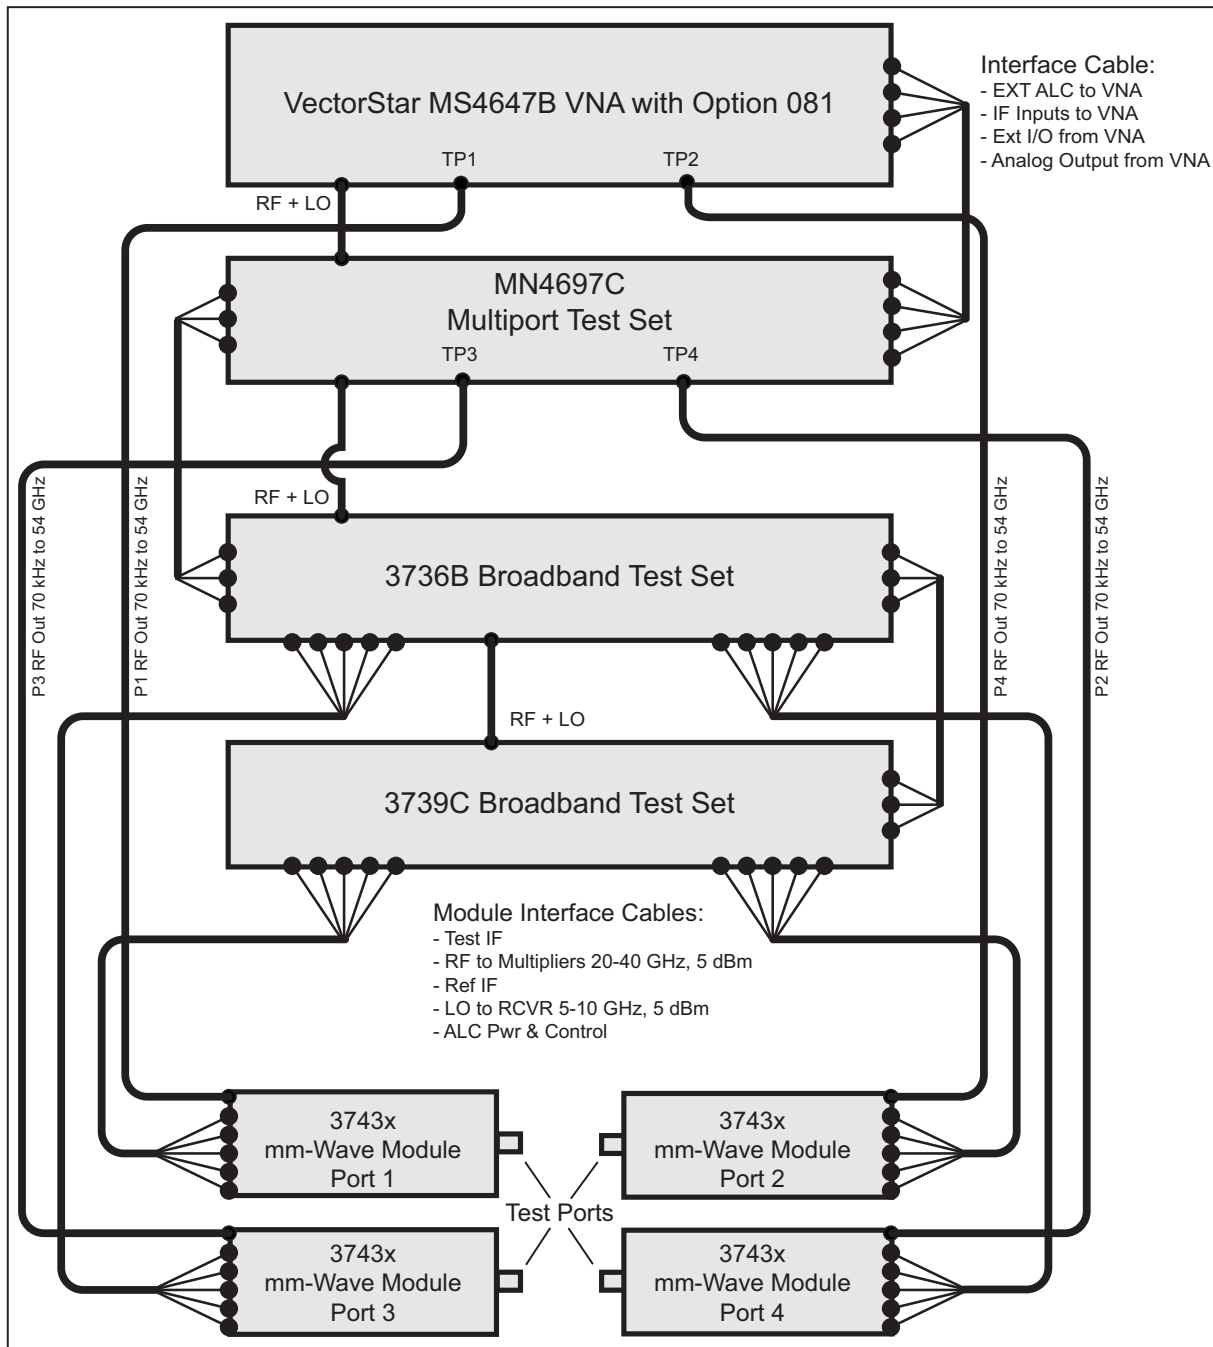 VectorStar MS4647B VNA with Option 081
TP1
TP2
Interface Cable:
- EXT ALC to VNA
- IF Inputs to VNA
- Ext I/O from VNA
- Analog Output from VNA
RF + LO
MN4697C
Multiport Test Set
TP3
TP4
RF + LO
P3 RF Out 70 kHz to 54 GHz
P1 RF Out 70 kHz to 54 GHz
P4 RF Out 70 kHz to 54 GHz
P2 RF Out 70 kHz to 54 GHz
3736B Broadband Test Set
RF + LO
3739C Broadband Test Set
Module Interface Cables:
- Test IF
- RF to Multipliers 20-40 GHz, 5 dBm
- Ref IF
- LO to RCVR 5-10 GHz, 5 dBm
- ALC Pwr & Control
3743x
mm-Wave Module
Port 1
3743x
mm-Wave Module
Port 2
Test Ports
3743x
mm-Wave Module
Port 3
3743x
mm-Wave Module
Port 4